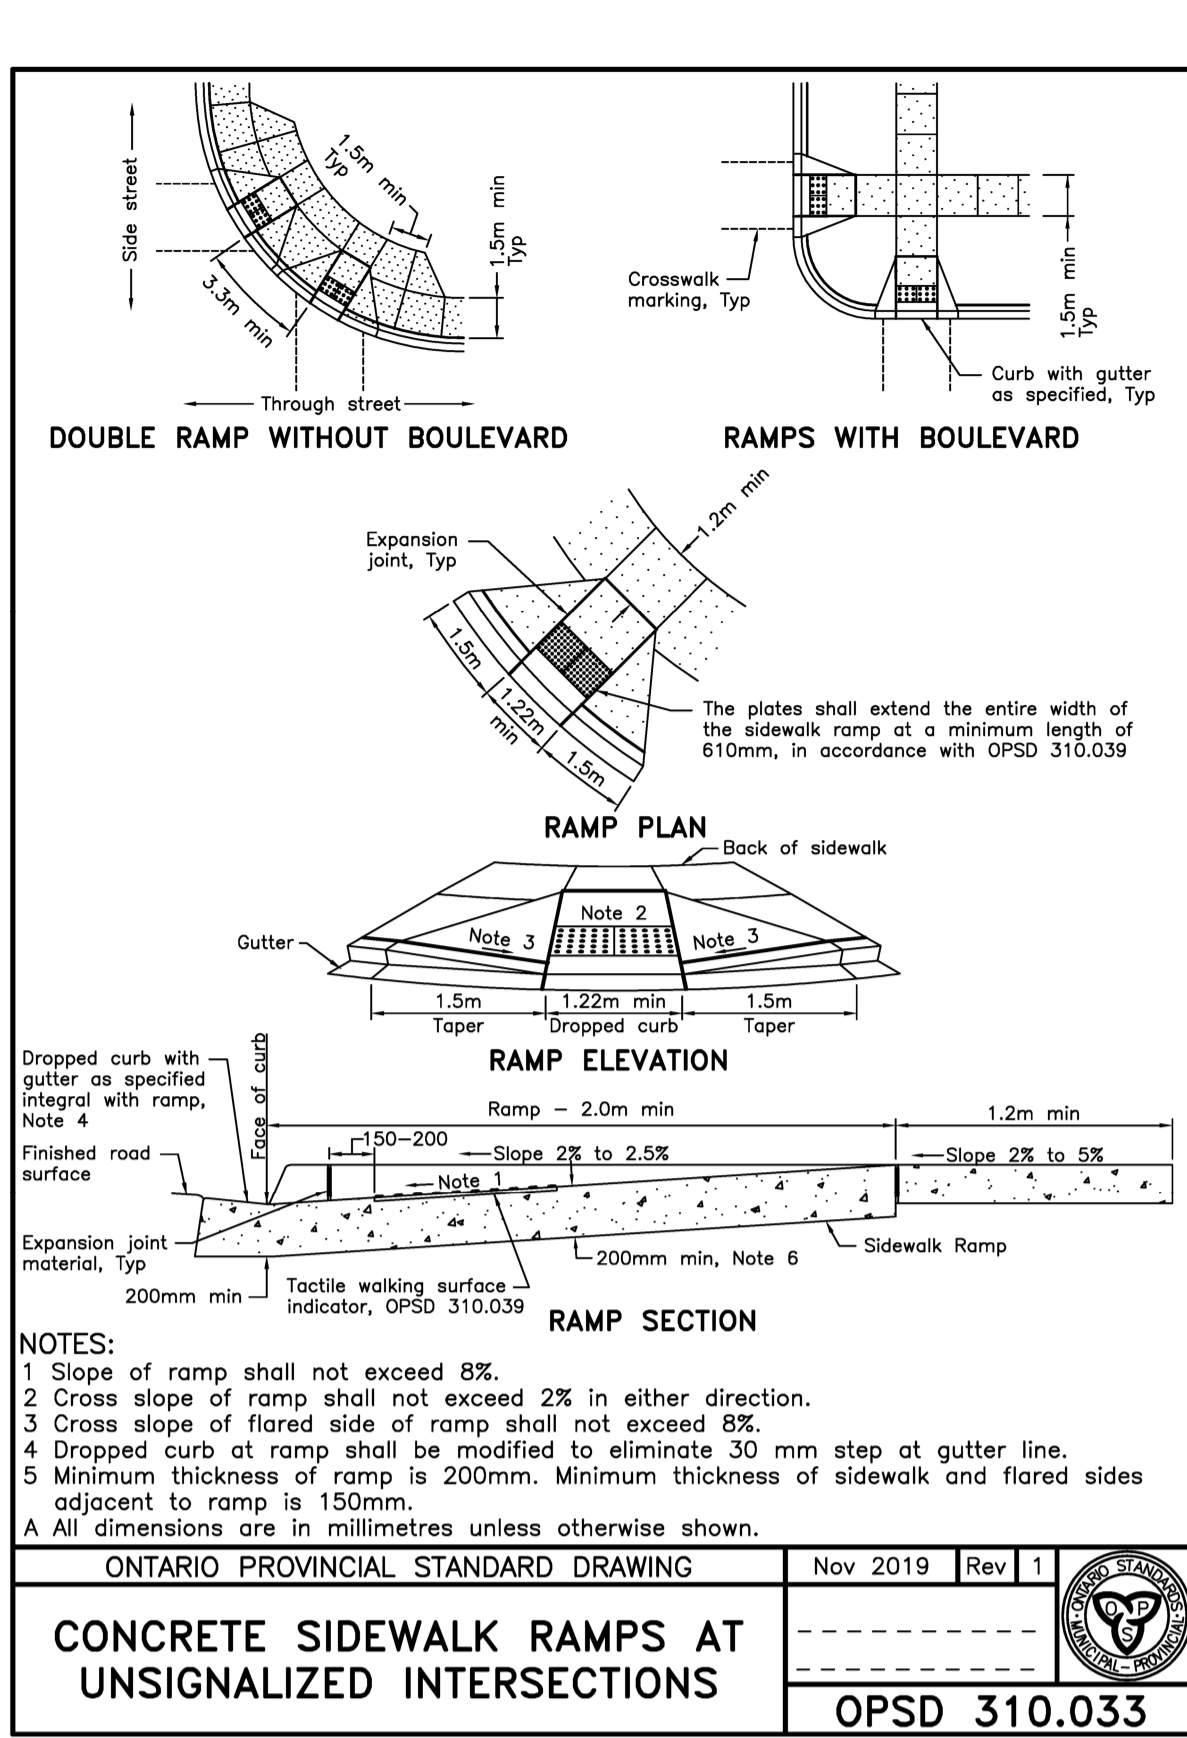 Side street
1.5m min
Typ
1.5m min
Typ
3.3m min
Through street
DOUBLE RAMP WITHOUT BOULEVARD
Crosswalk
marking, Typ
1.5m min
Typ
Curb with gutter
as specified, Typ
RAMPS WITH BOULEVARD
1.2m min
Expansion
joint, Typ
1.5m
1.22m
min
1.5m
The plates shall extend the entire width of
the sidewalk ramp at a minimum length of
610mm, in accordance with OPSD 310.039
RAMP PLAN
Back of sidewalk
Note 2
Gutter
Note 3
Note 3
1.5m
Taper
1.22m min
Dropped curb
1.5m
Taper
RAMP ELEVATION
Dropped curb with
gutter as specified
integral with ramp,
Note 4
Face of curb
Ramp – 2.0m min
1.2m min
150–200
Finished road
surface
Slope 2% to 2.5%
Slope 2% to 5%
Note 1
Expansion joint
material, Typ
200mm min, Note 6
Sidewalk Ramp
200mm min
Tactile walking surface
indicator, OPSD 310.039
RAMP SECTION
NOTES:
1 Slope of ramp shall not exceed 8%.
2 Cross slope of ramp shall not exceed 2% in either direction.
3 Cross slope of flared side of ramp shall not exceed 8%.
4 Dropped curb at ramp shall be modified to eliminate 30 mm step at gutter line.
5 Minimum thickness of ramp is 200mm. Minimum thickness of sidewalk and flared sides
adjacent to ramp is 150mm.
A All dimensions are in millimetres unless otherwise shown.
ONTARIO PROVINCIAL STANDARD DRAWING
Nov 2019
Rev
1
CONCRETE SIDEWALK RAMPS AT
UNSIGNALIZED INTERSECTIONS
ONTARIO STANDARDS
MUNICIPAL – PROVINCIAL
O P
S
OPSD 310.033